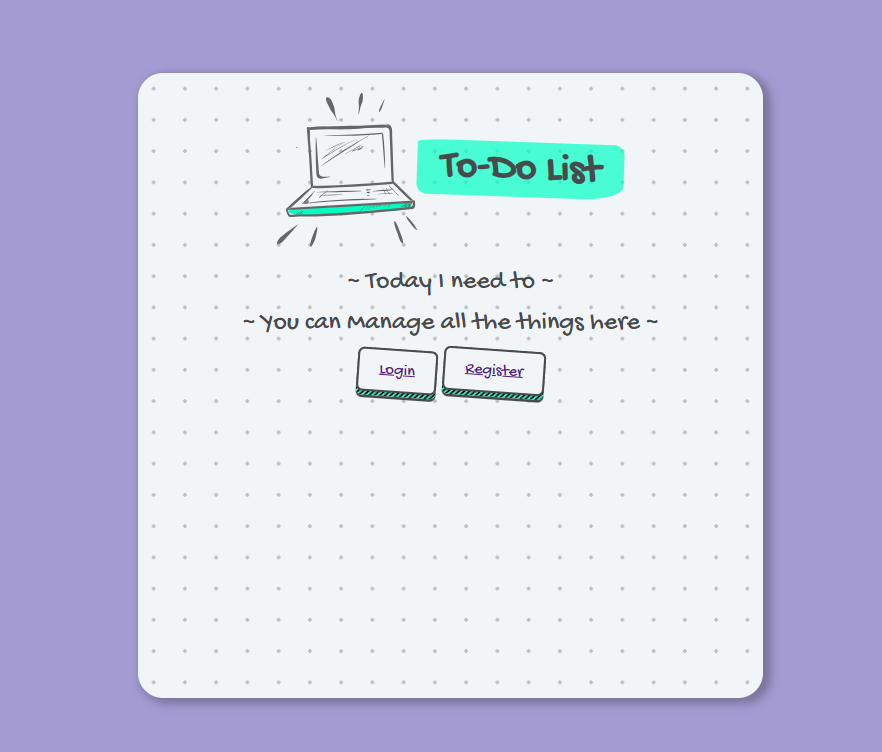 To-Do List
~ Today I need to ~
~ You can Manage all the things here ~
Login Register